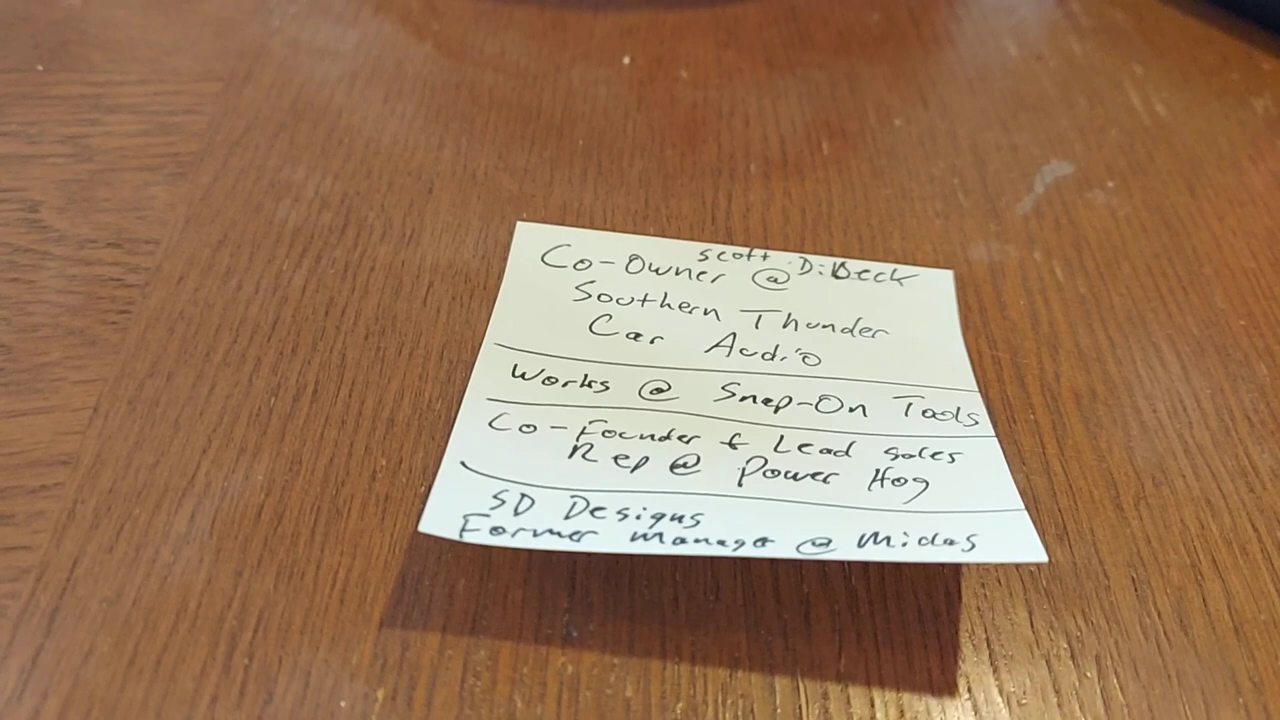 Scott DiBeck
Co-Owner @
Southern Thunder
Car Audio
Works @ Snap-On Tools
Co-Founder & Lead Sales
Rep @ Power Hog
SD Designs
Former Manager @ Midas